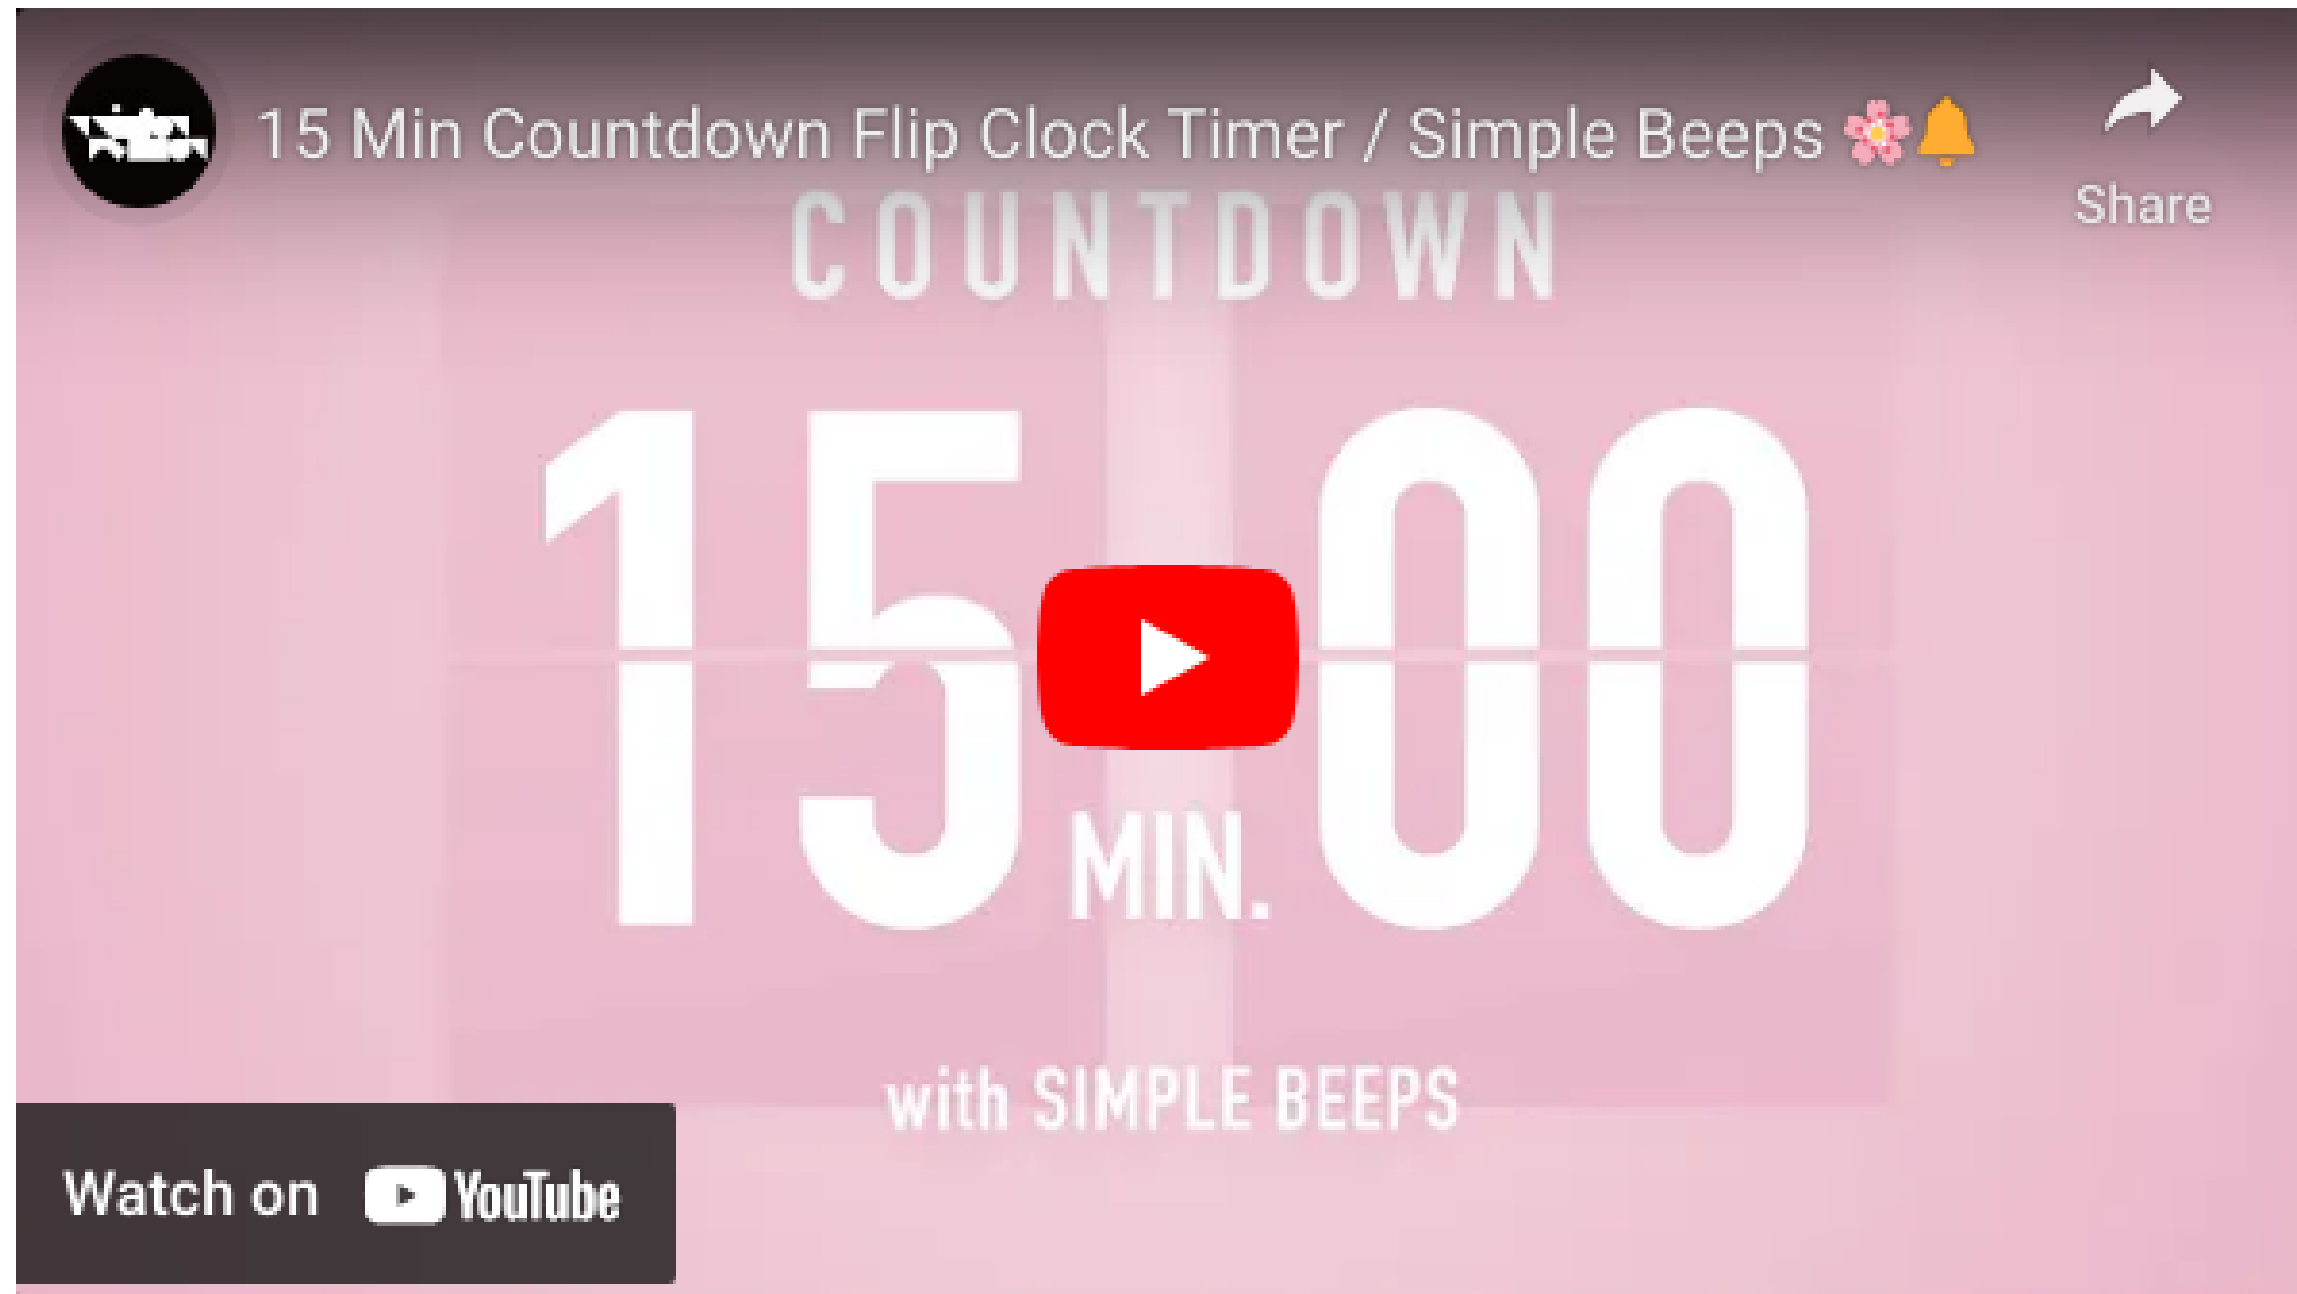 15 Min Countdown Flip Clock Timer / Simple Beeps 🌸🔔
Share
COUNTDOWN
15 00
MIN.
with SIMPLE BEEPS
Watch on YouTube